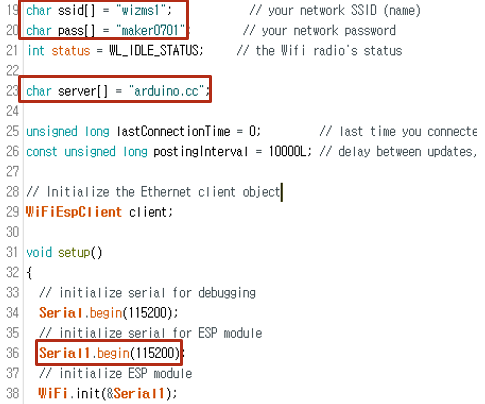 19 char ssid[] = "wizms1"; // your network SSID (name)
20 char pass[] = "maker0701"; // your network password
21 int status = WL_IDLE_STATUS; // the Wifi radio's status
22
23 char server[] = "arduino.cc";
24
25 unsigned long lastConnectionTime = 0; // last time you connecte
26 const unsigned long postingInterval = 10000L; // delay between updates,
27
28 // Initialize the Ethernet client object
29 WiFiEspClient client;
30
31 void setup()
32 {
33 // initialize serial for debugging
34 Serial.begin(115200);
35 // initialize serial for ESP module
36 Serial1.begin(115200);
37 // initialize ESP module
38 WiFi.init(&Serial1);